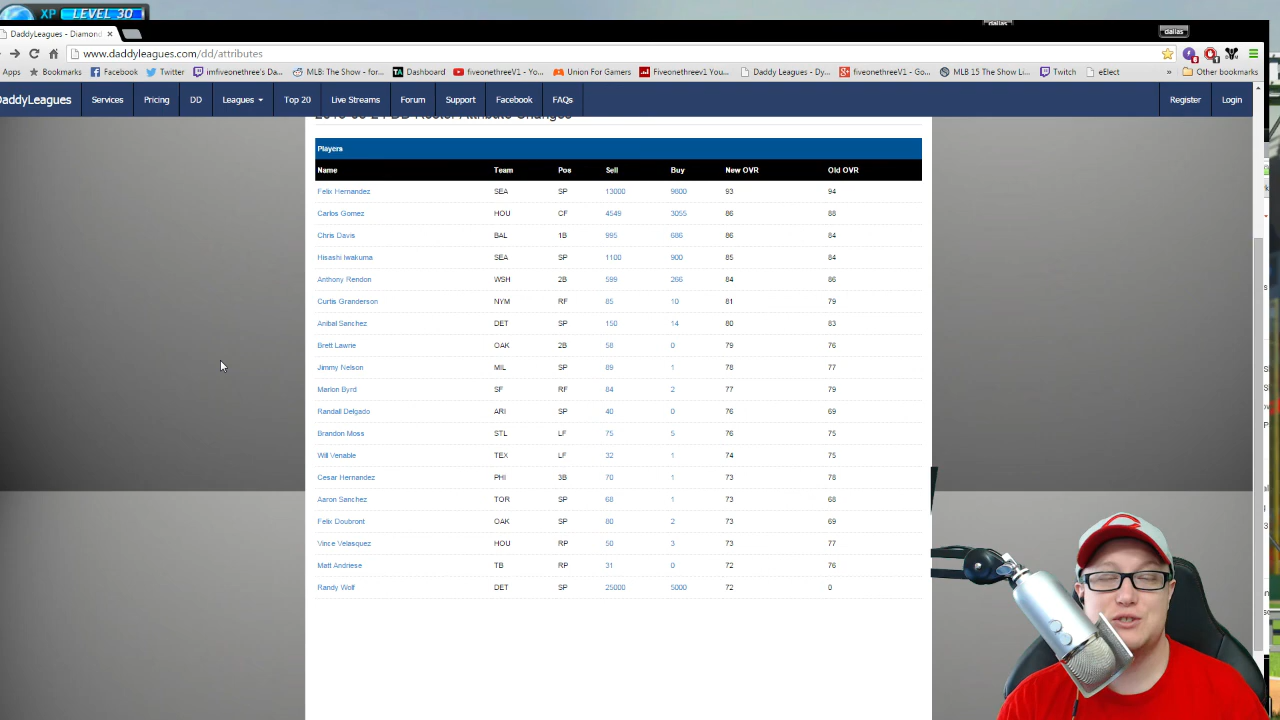 XP LEVEL 30
dallas
DaddyLeagues - Diamond
dallas
www.daddyleagues.com/dd/attributes
Apps Bookmarks Facebook Twitter imfiveonethree's Da... MLB: The Show - for... Dashboard fiveonethreeV1 - You... Union For Gamers fiveonethreeV1 You... Daddy Leagues - Dy... fiveonethreeV1 - Go... MLB 15 The Show Li... Twitch eElect » Other bookmarks
DaddyLeagues Services Pricing DD Leagues Top 20 Live Streams Forum Support Facebook FAQs Register Login
Players
Name Team Pos Sell Buy New OVR Old OVR
Felix Hernandez SEA SP 13000 9800 93 94
Carlos Gomez HOU CF 4549 3055 86 88
Chris Davis BAL 1B 995 686 86 84
Hisashi Iwakuma SEA SP 1100 900 85 84
Anthony Rendon WSH 2B 599 266 84 86
Curtis Granderson NYM RF 85 10 81 79
Anibal Sanchez DET SP 150 14 80 83
Brett Lawrie OAK 2B 58 0 79 76
Jimmy Nelson MIL SP 89 1 78 77
Marlon Byrd SF RF 84 2 77 79
Randall Delgado ARI SP 40 0 76 69
Brandon Moss STL LF 75 5 76 75
Will Venable TEX LF 32 1 74 75
Cesar Hernandez PHI 3B 70 1 73 78
Aaron Sanchez TOR SP 68 1 73 68
Felix Doubront OAK SP 80 2 73 69
Vince Velasquez HOU RP 50 3 73 77
Matt Andriese TB RP 31 0 72 76
Randy Wolf DET SP 25000 5000 72 0